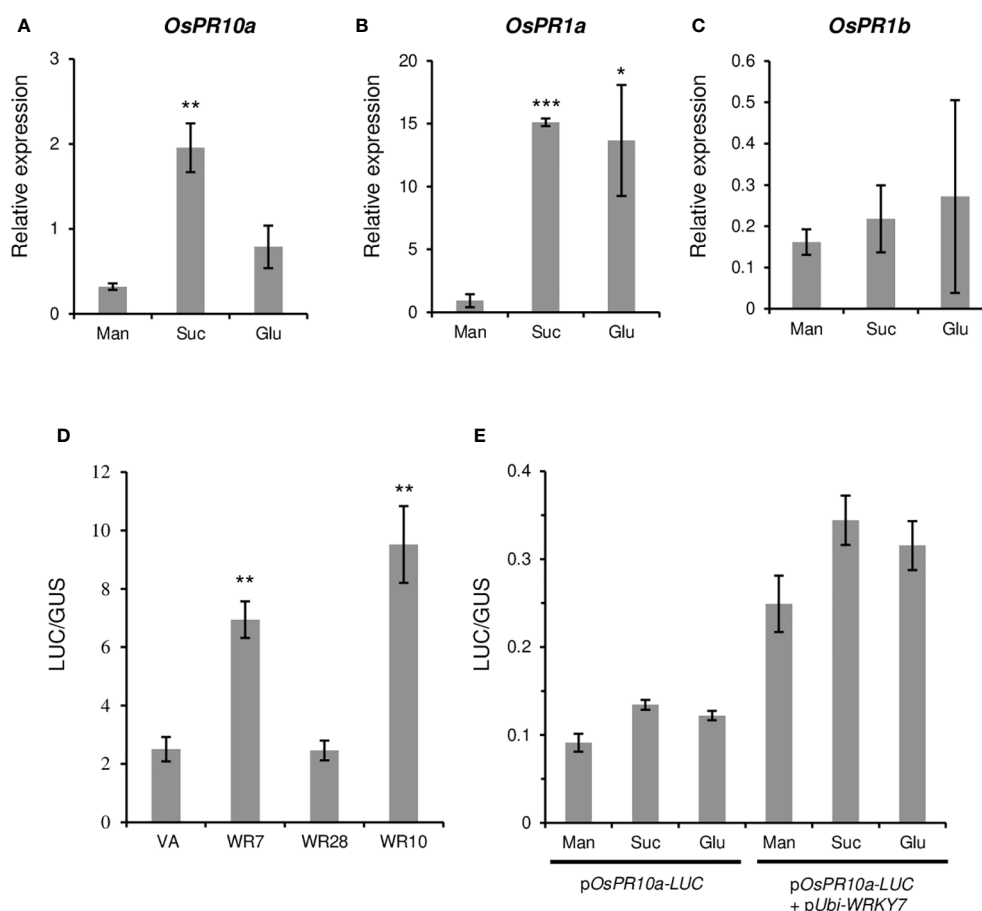 A
OsPR10a
Relative expression
3
2
1
0
**
Man
Suc
Glu
B
OsPR1a
Relative expression
20
15
10
5
0
***
*
Man
Suc
Glu
C
OsPR1b
Relative expression
0.6
0.5
0.4
0.3
0.2
0.1
0
Man
Suc
Glu
D
LUC/GUS
12
10
8
6
4
2
0
**
**
VA
WR7
WR28
WR10
E
LUC/GUS
0.4
0.3
0.2
0.1
0
Man
Suc
Glu
Man
Suc
Glu
pOsPR10a-LUC
pOsPR10a-LUC
+ pUbi-WRKY7